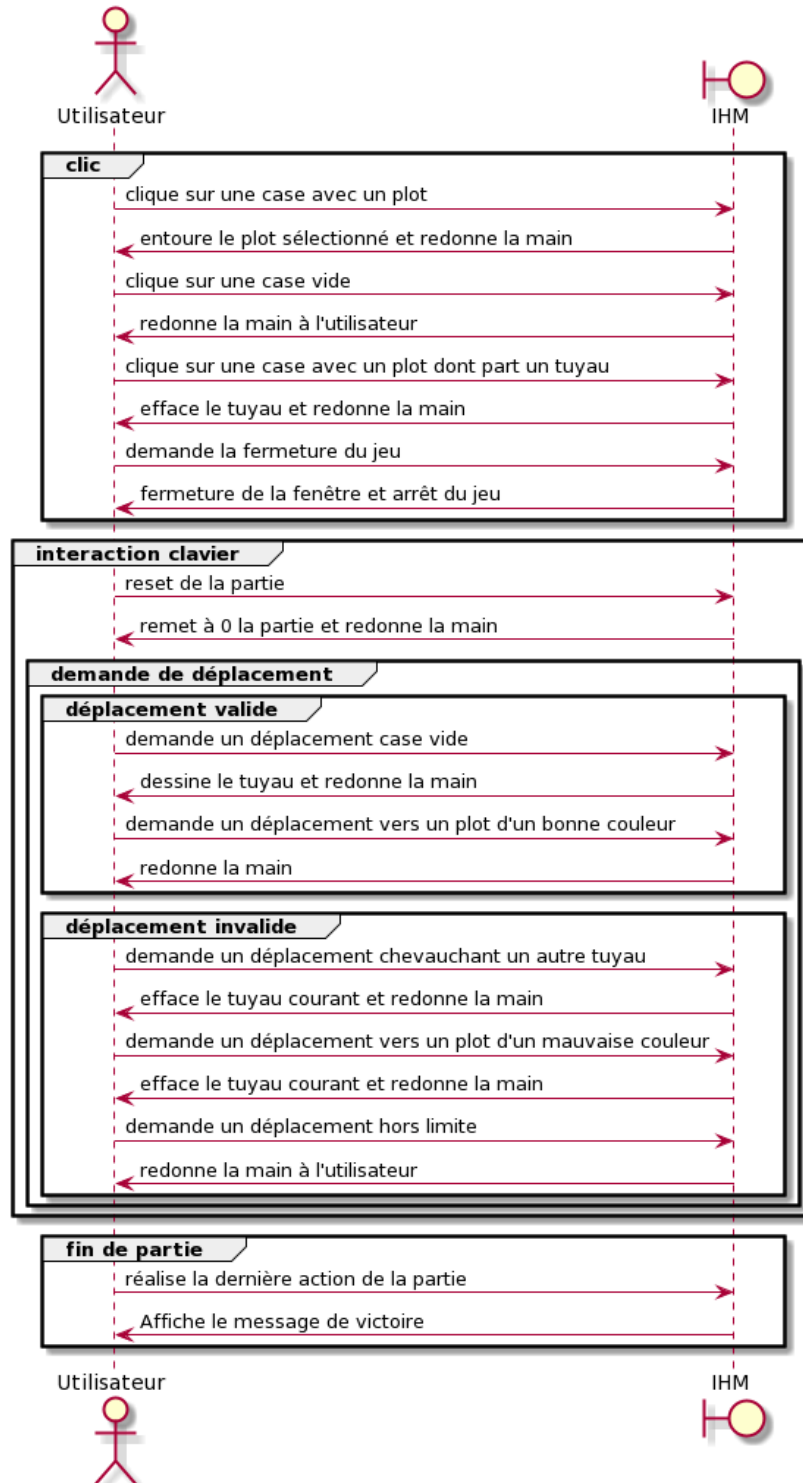 Utilisateur
IHM
clic
clique sur une case avec un plot
entoure le plot sélectionné et redonne la main
clique sur une case vide
redonne la main à l'utilisateur
clique sur une case avec un plot dont part un tuyau
efface le tuyau et redonne la main
demande la fermeture du jeu
fermeture de la fenêtre et arrêt du jeu
interaction clavier
reset de la partie
remet à 0 la partie et redonne la main
demande de déplacement
déplacement valide
demande un déplacement case vide
dessine le tuyau et redonne la main
demande un déplacement vers un plot d'un bonne couleur
redonne la main
déplacement invalide
demande un déplacement chevauchant un autre tuyau
efface le tuyau courant et redonne la main
demande un déplacement vers un plot d'un mauvaise couleur
efface le tuyau courant et redonne la main
demande un déplacement hors limite
redonne la main à l'utilisateur
fin de partie
réalise la dernière action de la partie
Affiche le message de victoire
Utilisateur
IHM